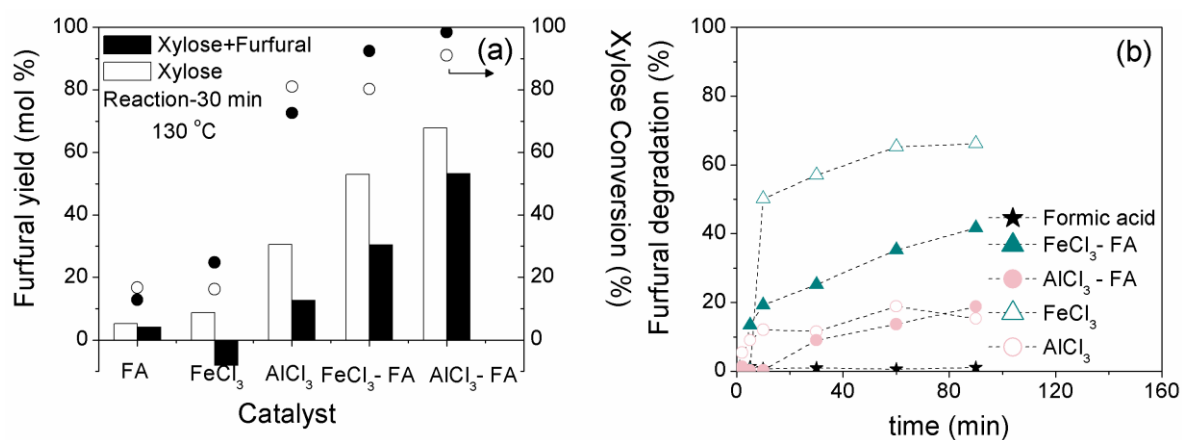 (a)
Xylose+Furfural
Xylose
Reaction-30 min
130 °C
Furfural yield (mol %)
100
80
60
40
20
0
100
80
60
40
20
0
Xylose Conversion (%)
FA
FeCl₃
AlCl₃
FeCl₃- FA
AlCl₃- FA
Catalyst
(b)
Furfural degradation (%)
100
80
60
40
20
0
Formic acid
FeCl₃- FA
AlCl₃ - FA
FeCl₃
AlCl₃
0
40
80
120
160
time (min)